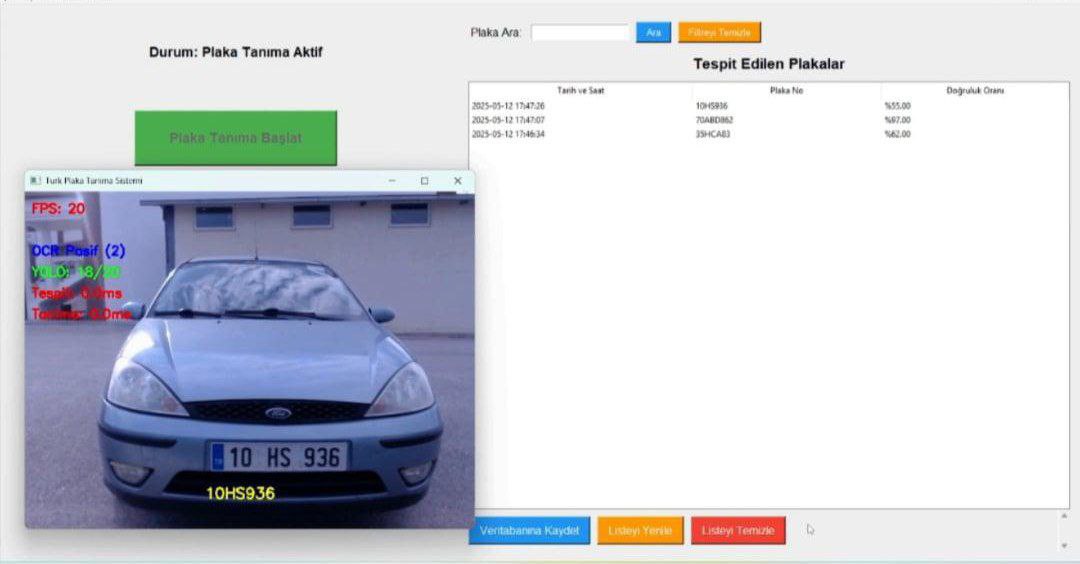 Plaka Ara:
Ara
Filtreyi Temizle
Durum: Plaka Tanıma Aktif
Tespit Edilen Plakalar
Tarih ve Saat Plaka No Doğruluk Oranı
2025-05-12 17:47:26 10HS936 %55.00
2025-05-12 17:47:07 70ABD862 %97.00
2025-05-12 17:46:34 35HCA83 %62.00
Plaka Tanıma Başlat
Turk Plaka Tanıma Sistemi
FPS: 20
OCR Pasif (2)
YOLO: 18/20
Tespit: 0.0ms
Tanıma: 0.0ms
Ford
10 HS 936
10HS936
Veritabanına Kaydet
Listeyi Yenile
Listeyi Temizle